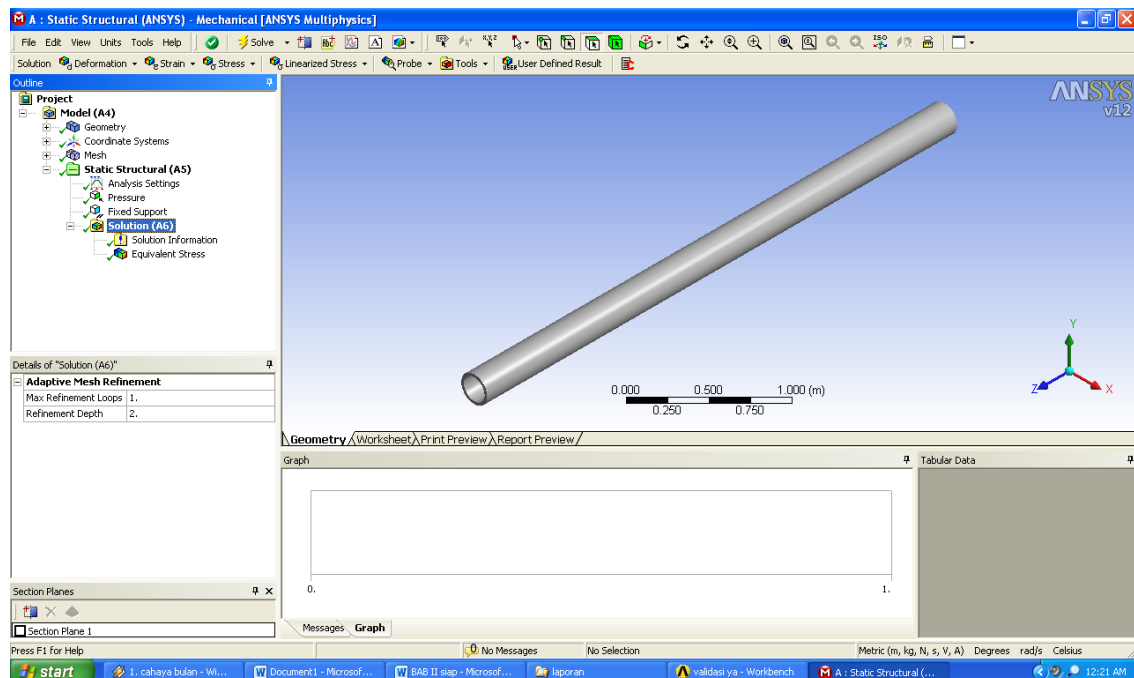 A : Static Structural (ANSYS) - Mechanical [ANSYS Multiphysics]
File Edit View Units Tools Help Solve
Solution Deformation Strain Stress Linearized Stress Probe Tools User Defined Result
Outline
Project
Model (A4)
Geometry
Coordinate Systems
Mesh
Static Structural (A5)
Analysis Settings
Pressure
Fixed Support
Solution (A6)
Solution Information
Equivalent Stress
ANSYS
v12
Y
Z
X
0.000 0.500 1.000 (m)
0.250 0.750
Details of "Solution (A6)"
Adaptive Mesh Refinement
Max Refinement Loops 1.
Refinement Depth 2.
Geometry Worksheet Print Preview Report Preview
Graph
Tabular Data
0. 1.
Messages Graph
Section Planes
Section Plane 1
Press F1 for Help No Messages No Selection Metric (m, kg, N, s, V, A) Degrees rad/s Celsius
start 1. cahaya bulan - Wi... Document1 - Microsof... BAB II siap - Microsof... laporan validasi ya - Workbench A : Static Structural (... 12:21 AM